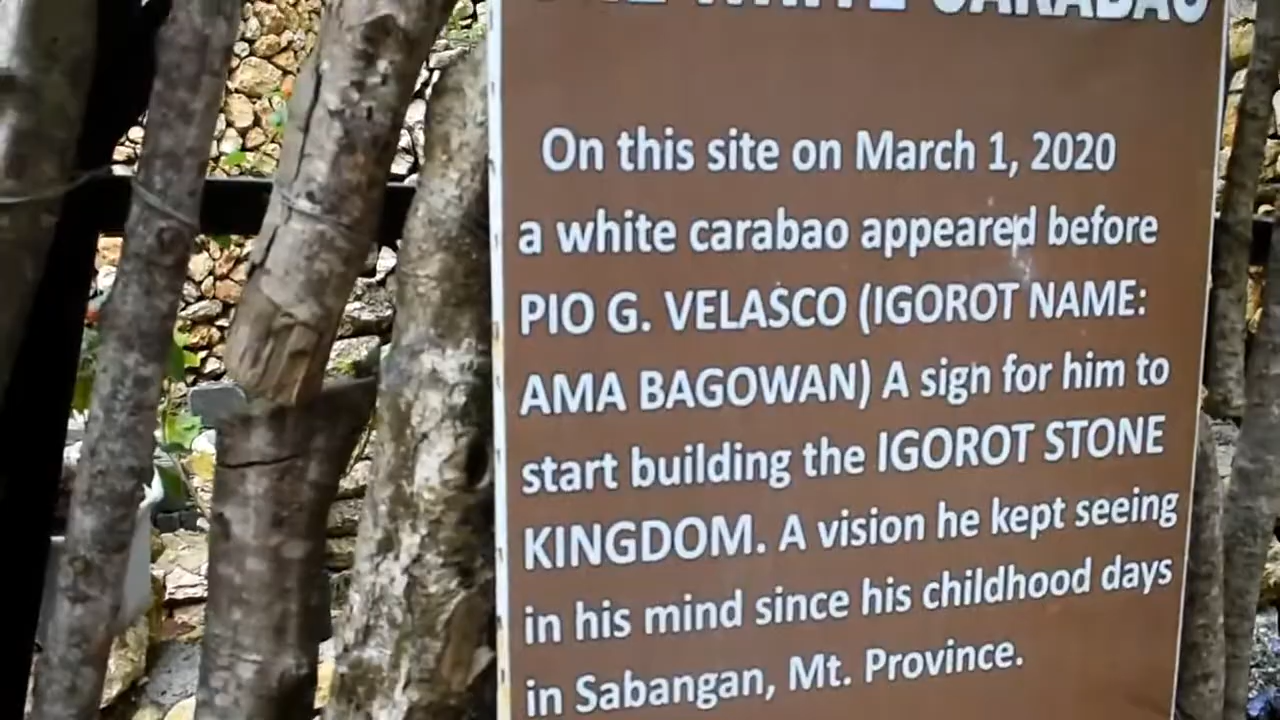 WHITE CARABAO
On this site on March 1, 2020
a white carabao appeared before
PIO G. VELASCO (IGOROT NAME:
AMA BAGOWAN) A sign for him to
start building the IGOROT STONE
KINGDOM. A vision he kept seeing
in his mind since his childhood days
in Sabangan, Mt. Province.